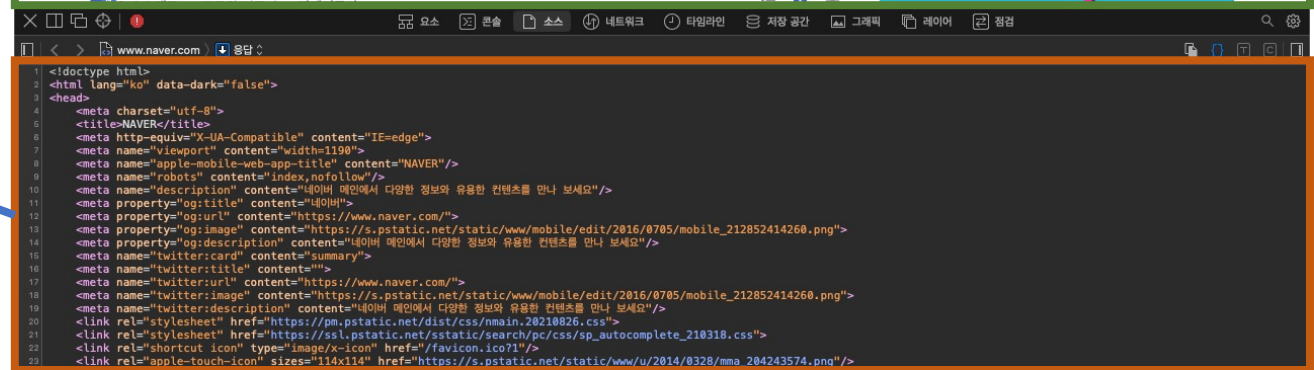 요소 콘솔 소스 네트워크 타임라인 저장 공간 그래픽 레이어 점검
www.naver.com 응답
1 <!doctype html>
2 <html lang="ko" data-dark="false">
3 <head>
4 <meta charset="utf-8">
5 <title>NAVER</title>
6 <meta http-equiv="X-UA-Compatible" content="IE=edge">
7 <meta name="viewport" content="width=1190">
8 <meta name="apple-mobile-web-app-title" content="NAVER"/>
9 <meta name="robots" content="index,nofollow"/>
10 <meta name="description" content="네이버 메인에서 다양한 정보와 유용한 컨텐츠를 만나 보세요"/>
11 <meta property="og:title" content="네이버">
12 <meta property="og:url" content="https://www.naver.com/">
13 <meta property="og:image" content="https://s.pstatic.net/static/www/mobile/edit/2016/0705/mobile_212852414260.png">
14 <meta property="og:description" content="네이버 메인에서 다양한 정보와 유용한 컨텐츠를 만나 보세요"/>
15 <meta name="twitter:card" content="summary">
16 <meta name="twitter:title" content="">
17 <meta name="twitter:url" content="https://www.naver.com/">
18 <meta name="twitter:image" content="https://s.pstatic.net/static/www/mobile/edit/2016/0705/mobile_212852414260.png">
19 <meta name="twitter:description" content="네이버 메인에서 다양한 정보와 유용한 컨텐츠를 만나 보세요"/>
20 <link rel="stylesheet" href="https://pm.pstatic.net/dist/css/nmain.20210826.css">
21 <link rel="stylesheet" href="https://ssl.pstatic.net/sstatic/search/pc/css/sp_autocomplete_210318.css">
22 <link rel="shortcut icon" type="image/x-icon" href="/favicon.ico?1"/>
23 <link rel="apple-touch-icon" sizes="114x114" href="https://s.pstatic.net/static/www/u/2014/0328/mma_204243574.png"/>